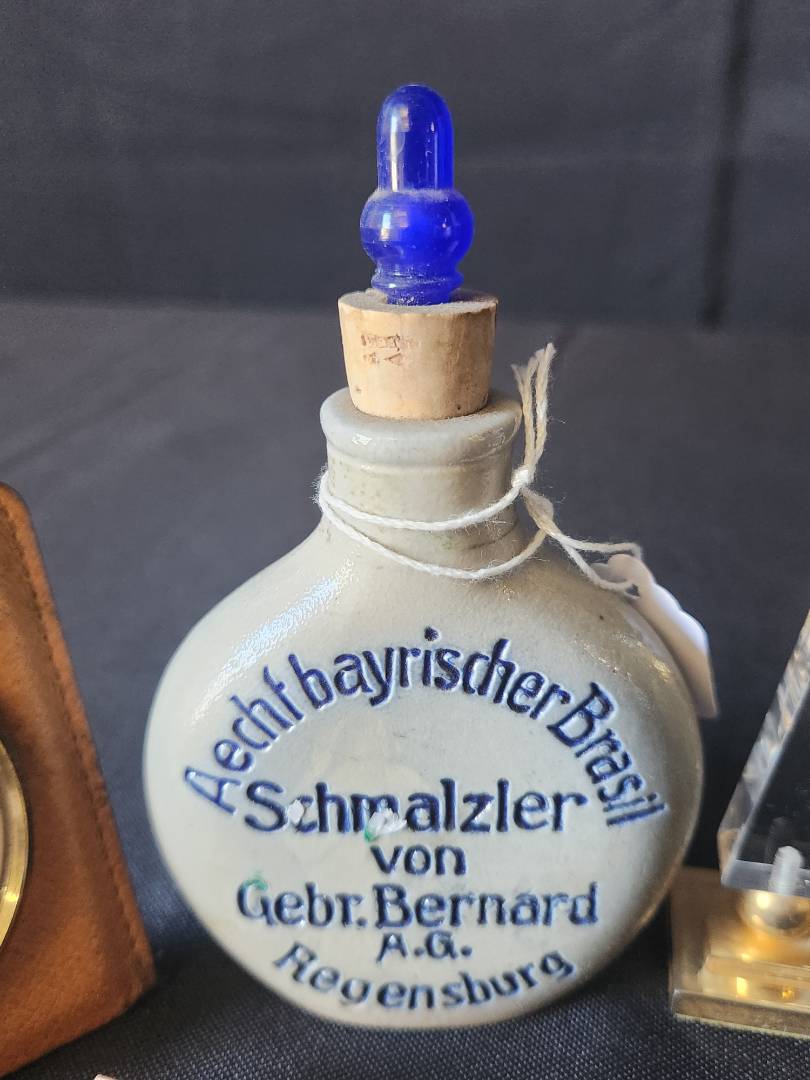 Aecht bayrischer Brasil
Schmalzler
von
Gebr. Bernard
A.G.
Regensburg